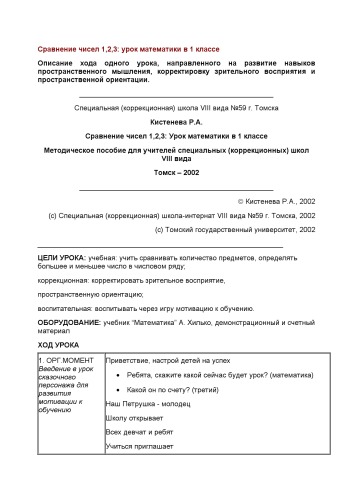 Сравнение чисел 1,2,3: урок математики в 1 классе
Описание хода одного урока, направленного на развитие навыков
пространственного мышления, корректировку зрительного восприятия и
пространственной ориентации.
Специальная (коррекционная) школа VIII вида №59 г. Томска
Кистенева Р.А.
Сравнение чисел 1,2,3: Урок математики в 1 классе
Методическое пособие для учителей специальных (коррекционных) школ
VIII вида
Томск – 2002
© Кистенева Р.А., 2002
(с) Специальная (коррекционная) школа-интернат VIII вида №59 г. Томска, 2002
(с) Томский государственный университет, 2002
ЦЕЛИ УРОКА: учебная: учить сравнивать количество предметов, определять
большее и меньшее число в числовом ряду;
коррекционная: корректировать зрительное восприятие,
пространственную ориентацию;
воспитательная: воспитывать через игру мотивацию к обучению.
ОБОРУДОВАНИЕ: учебник "Математика" А. Хилько, демонстрационный и счетный
материал
ХОД УРОКА
1. ОРГ.МОМЕНТ
Введение в урок
сказочного
персонажа для
развития
мотивации к
обучению
Приветствие, настрой детей на успех
• Ребята, скажите какой сейчас будет урок? (математика)
• Какой он по счету? (третий)
Наш Петрушка - молодец
Школу открывает
Всех девчат и ребят
Учиться приглашает